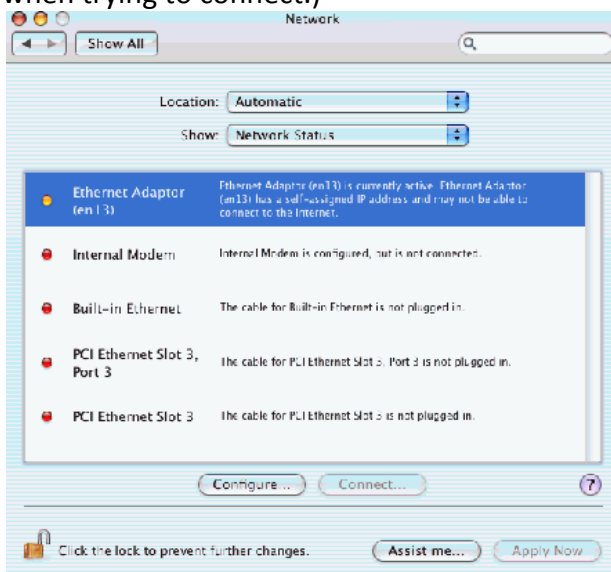 when trying to connect.)
Network
Show All
Location: Automatic
Show: Network Status
Ethernet Adaptor
(en13)
Ethernet Adaptor (en13) is currently active. Ethernet Adaptor
(en13) has a self-assigned IP address and may not be able to
connect to the Internet.
Internal Modem
Internal Modem is configured, but is not connected.
Built-in Ethernet
The cable for Built-in Ethernet is not plugged in.
PCI Ethernet Slot 3,
Port 3
The cable for PCI Ethernet Slot 3, Port 3 is not plugged in.
PCI Ethernet Slot 3
The cable for PCI Ethernet Slot 3 is not plugged in.
Configure... Connect... ?
Click the lock to prevent further changes. Assist me... Apply Now